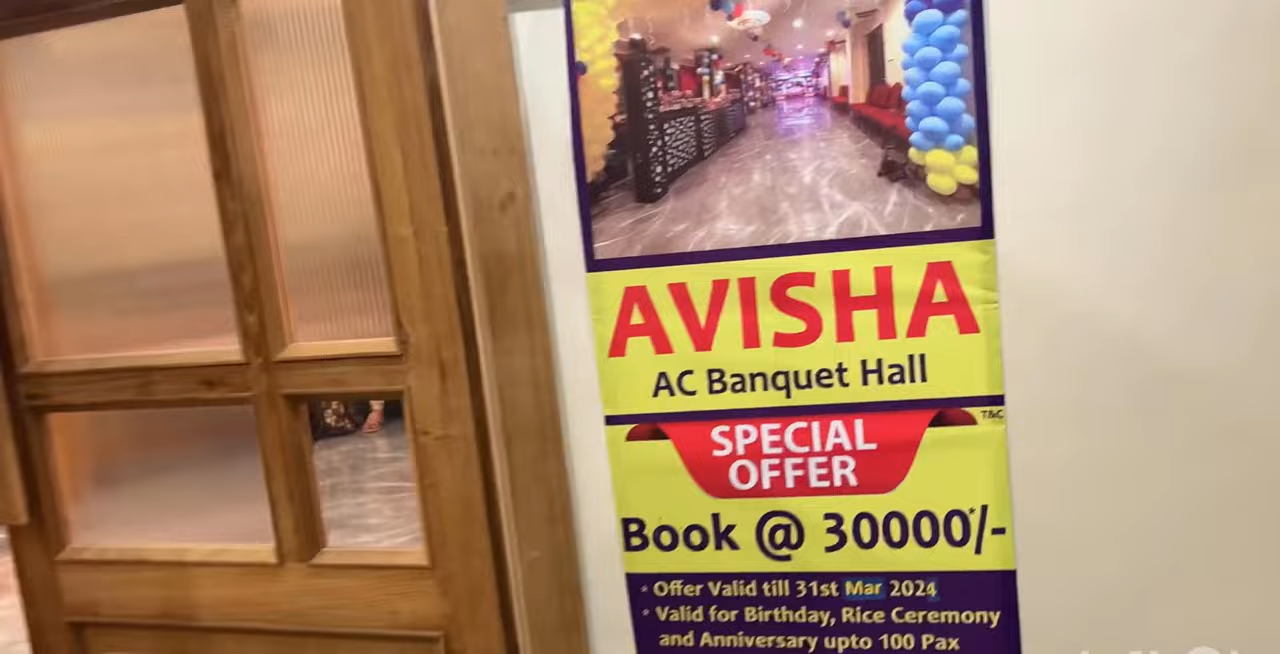 AVISHA
AC Banquet Hall
T&C
SPECIAL
OFFER
Book @ 30000*/-
* Offer Valid till 31st Mar 2024
* Valid for Birthday, Rice Ceremony
and Anniversary upto 100 Pax